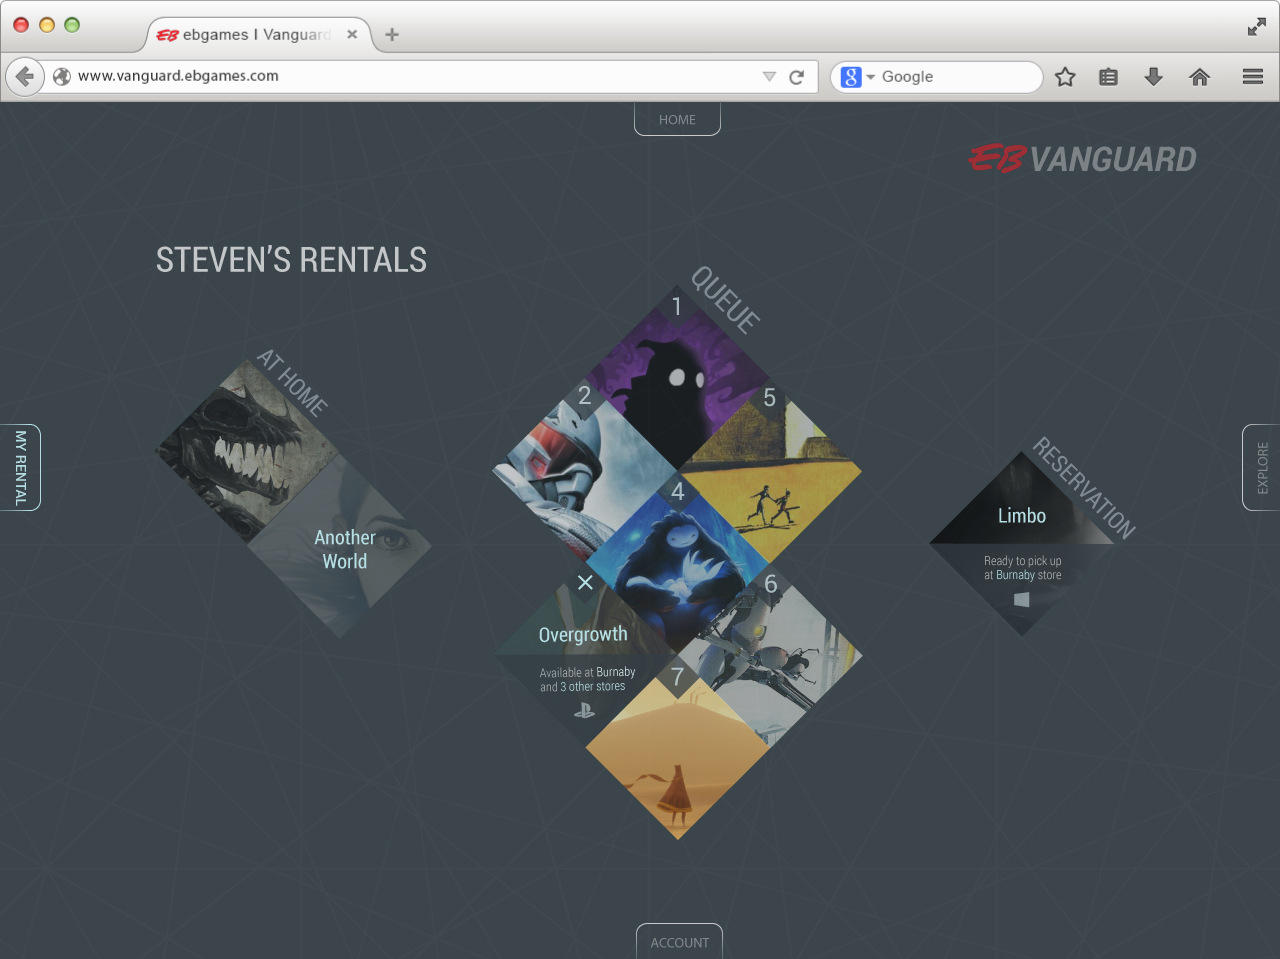 EB ebgames | Vanguard
www.vanguard.ebgames.com
Google
HOME
EB VANGUARD
STEVEN'S RENTALS
QUEUE
1
AT HOME
2
5
MY RENTAL
EXPLORE
RESERVATION
4
Limbo
Another
World
Ready to pick up
at Burnaby store
6
Overgrowth
Available at Burnaby
and 3 other stores
7
ACCOUNT